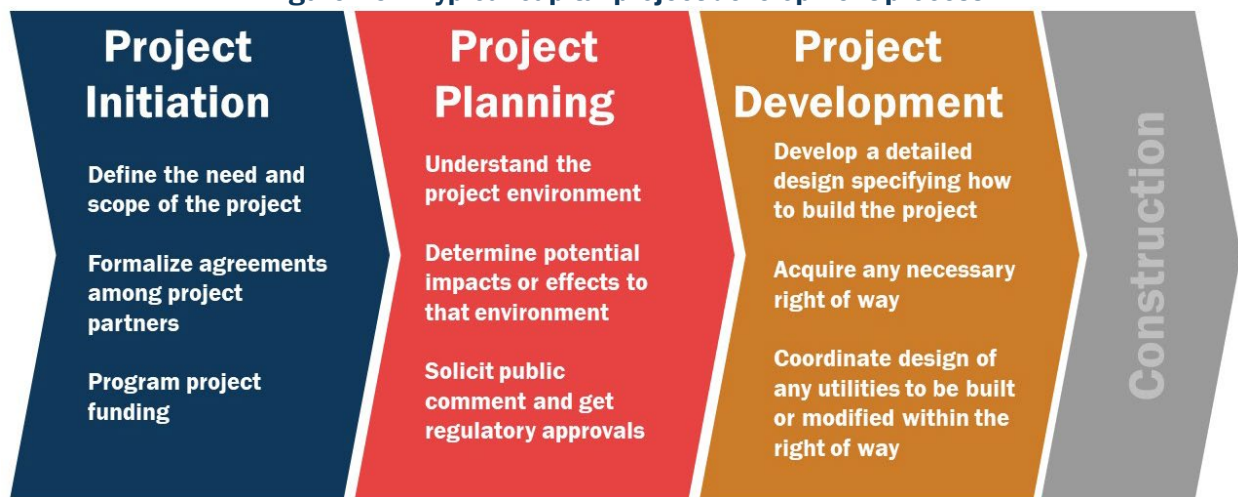 Project
Initiation
Define the need and
scope of the project
Formalize agreements
among project
partners
Program project
funding
Project
Planning
Understand the
project environment
Determine potential
impacts or effects to
that environment
Solicit public
comment and get
regulatory approvals
Project
Development
Develop a detailed
design specifying how
to build the project
Acquire any necessary
right of way
Coordinate design of
any utilities to be built
or modified within the
right of way
Construction